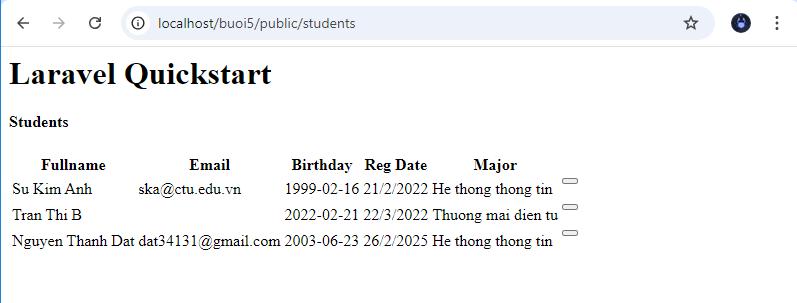 localhost/buoi5/public/students
Laravel Quickstart
Students
Fullname Email Birthday Reg Date Major
Su Kim Anh ska@ctu.edu.vn 1999-02-16 21/2/2022 He thong thong tin
Tran Thi B 2022-02-21 22/3/2022 Thuong mai dien tu
Nguyen Thanh Dat dat34131@gmail.com 2003-06-23 26/2/2025 He thong thong tin